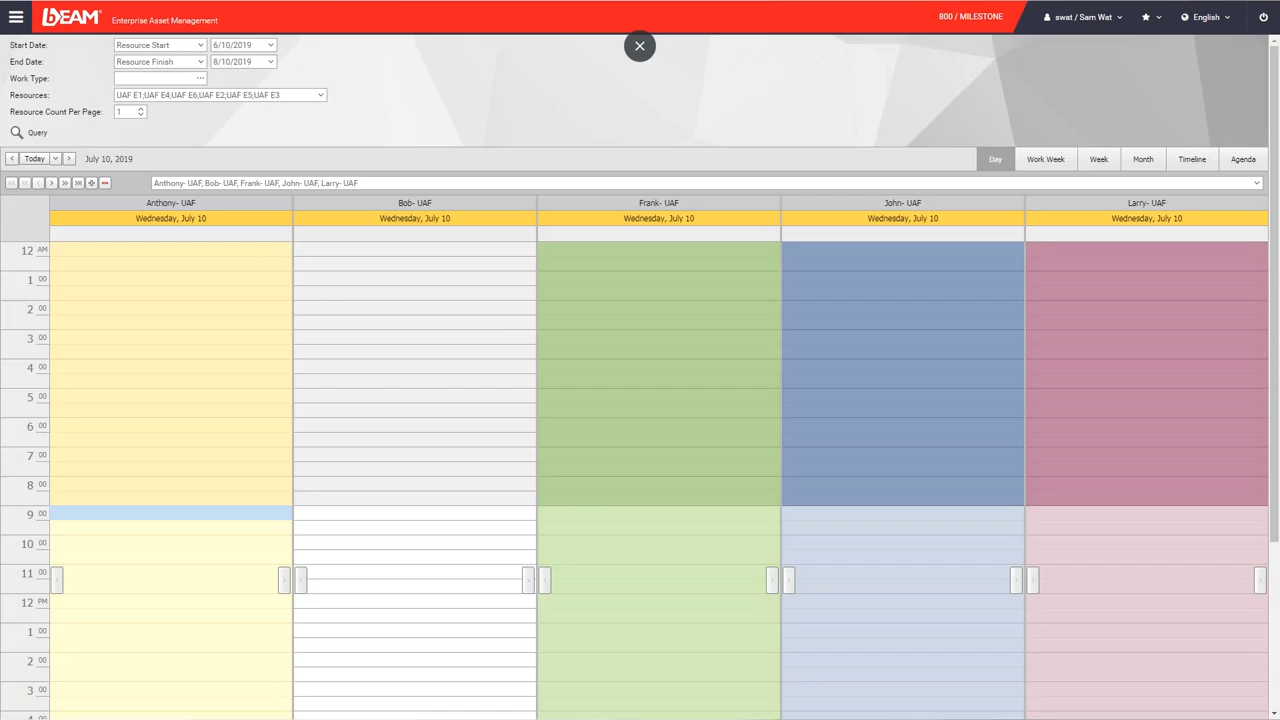 bEAM Enterprise Asset Management 800 / MILESTONE swat / Sam Wat English
Start Date: Resource Start 6/10/2019
End Date: Resource Finish 8/10/2019
Work Type: ...
Resources: UAF E1;UAF E4;UAF E6;UAF E2;UAF E5;UAF E3
Resource Count Per Page: 1
Query
Today July 10, 2019 Day Work Week Week Month Timeline Agenda
Anthony- UAF, Bob- UAF, Frank- UAF, John- UAF, Larry- UAF
Anthony- UAF Bob- UAF Frank- UAF John- UAF Larry- UAF
Wednesday, July 10 Wednesday, July 10 Wednesday, July 10 Wednesday, July 10 Wednesday, July 10
12 AM
1 00
2 00
3 00
4 00
5 00
6 00
7 00
8 00
9 00
10 00
11 00
12 PM
1 00
2 00
3 00
4 00